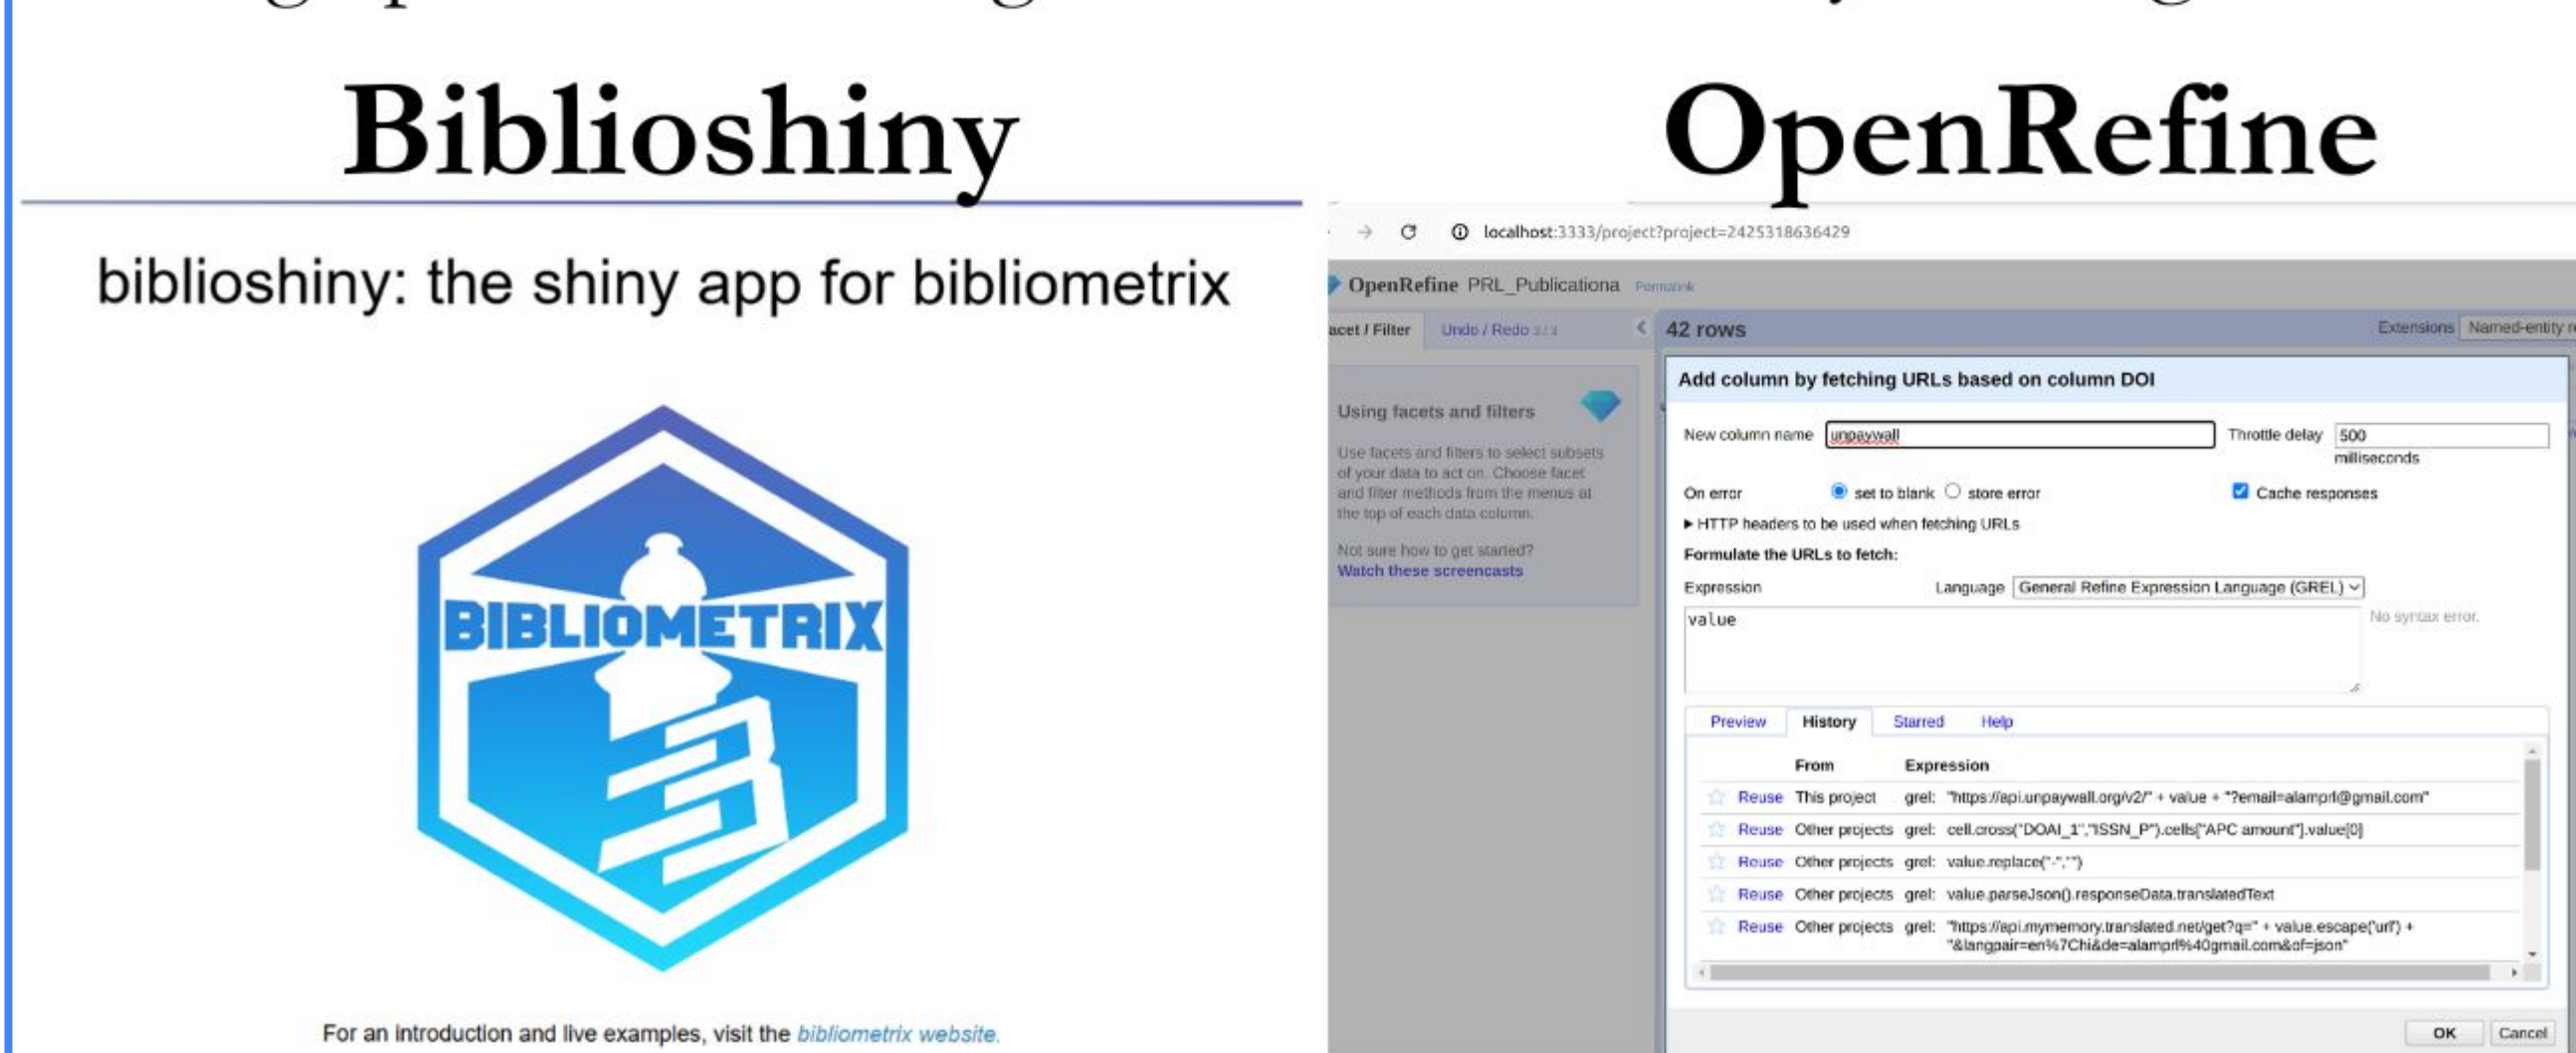 Biblioshiny
biblioshiny: the shiny app for bibliometrix
BIBLIOMETRIX
For an introduction and live examples, visit the bibliometrix website.
OpenRefine
localhost:3333/project?project=2425318636429
OpenRefine PRL_Publicationa Permalink
acet / Filter Undo / Redo 3 / 3
42 rows
Extensions Named-entity
Using facets and filters
Use facets and filters to select subsets
of your data to act on. Choose facet
and filter methods from the menus at
the top of each data column.
Not sure how to get started?
Watch these screencasts
Add column by fetching URLs based on column DOI
New column name unpaywall Throttle delay 500
milliseconds
On error set to blank store error Cache responses
HTTP headers to be used when fetching URLs
Formulate the URLs to fetch:
Expression Language General Refine Expression Language (GREL)
value
No syntax error.
Preview History Starred Help
From Expression
Reuse This project grel: "https://api.unpaywall.org/v2/" + value + "?email=alamprl@gmail.com"
Reuse Other projects grel: cell.cross("DOAI_1","ISSN_P").cells["APC amount"].value[0]
Reuse Other projects grel: value.replace("-","")
Reuse Other projects grel: value.parseJson().responseData.translatedText
Reuse Other projects grel: "https://api.mymemory.translated.net/get?q=" + value.escape('url') +
"&langpair=en%7Chi&de=alamprl%40gmail.com&of=json"
OK Cancel